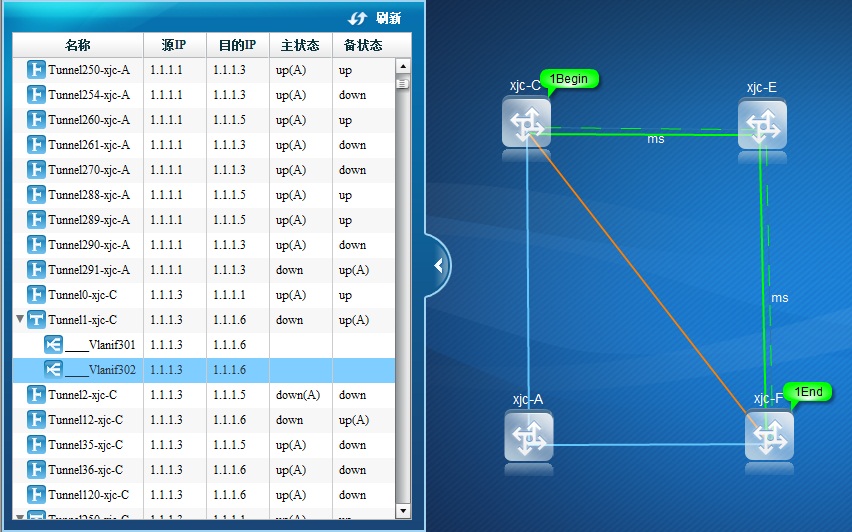 刷新
名称 源IP 目的IP 主状态 备状态
Tunnel250-xjc-A 1.1.1.1 1.1.1.3 up(A) up
Tunnel254-xjc-A 1.1.1.1 1.1.1.3 up(A) down
Tunnel260-xjc-A 1.1.1.1 1.1.1.5 up(A) up
Tunnel261-xjc-A 1.1.1.1 1.1.1.3 up(A) down
Tunnel270-xjc-A 1.1.1.1 1.1.1.3 up(A) down
Tunnel288-xjc-A 1.1.1.1 1.1.1.5 up(A) up
Tunnel289-xjc-A 1.1.1.1 1.1.1.5 up(A) up
Tunnel290-xjc-A 1.1.1.1 1.1.1.3 up(A) down
Tunnel291-xjc-A 1.1.1.1 1.1.1.3 down up(A)
Tunnel0-xjc-C 1.1.1.3 1.1.1.1 up(A) up
Tunnel1-xjc-C 1.1.1.3 1.1.1.6 down up(A)
____Vlanif301 1.1.1.3 1.1.1.6
____Vlanif302 1.1.1.3 1.1.1.6
Tunnel2-xjc-C 1.1.1.3 1.1.1.5 down(A) down
Tunnel12-xjc-C 1.1.1.3 1.1.1.6 down up(A)
Tunnel35-xjc-C 1.1.1.3 1.1.1.5 up(A) down
Tunnel36-xjc-C 1.1.1.3 1.1.1.6 up(A) down
Tunnel120-xjc-C 1.1.1.3 1.1.1.6 up(A) down
xjc-C
1Begin
xjc-E
ms
ms
xjc-A
xjc-F
1End